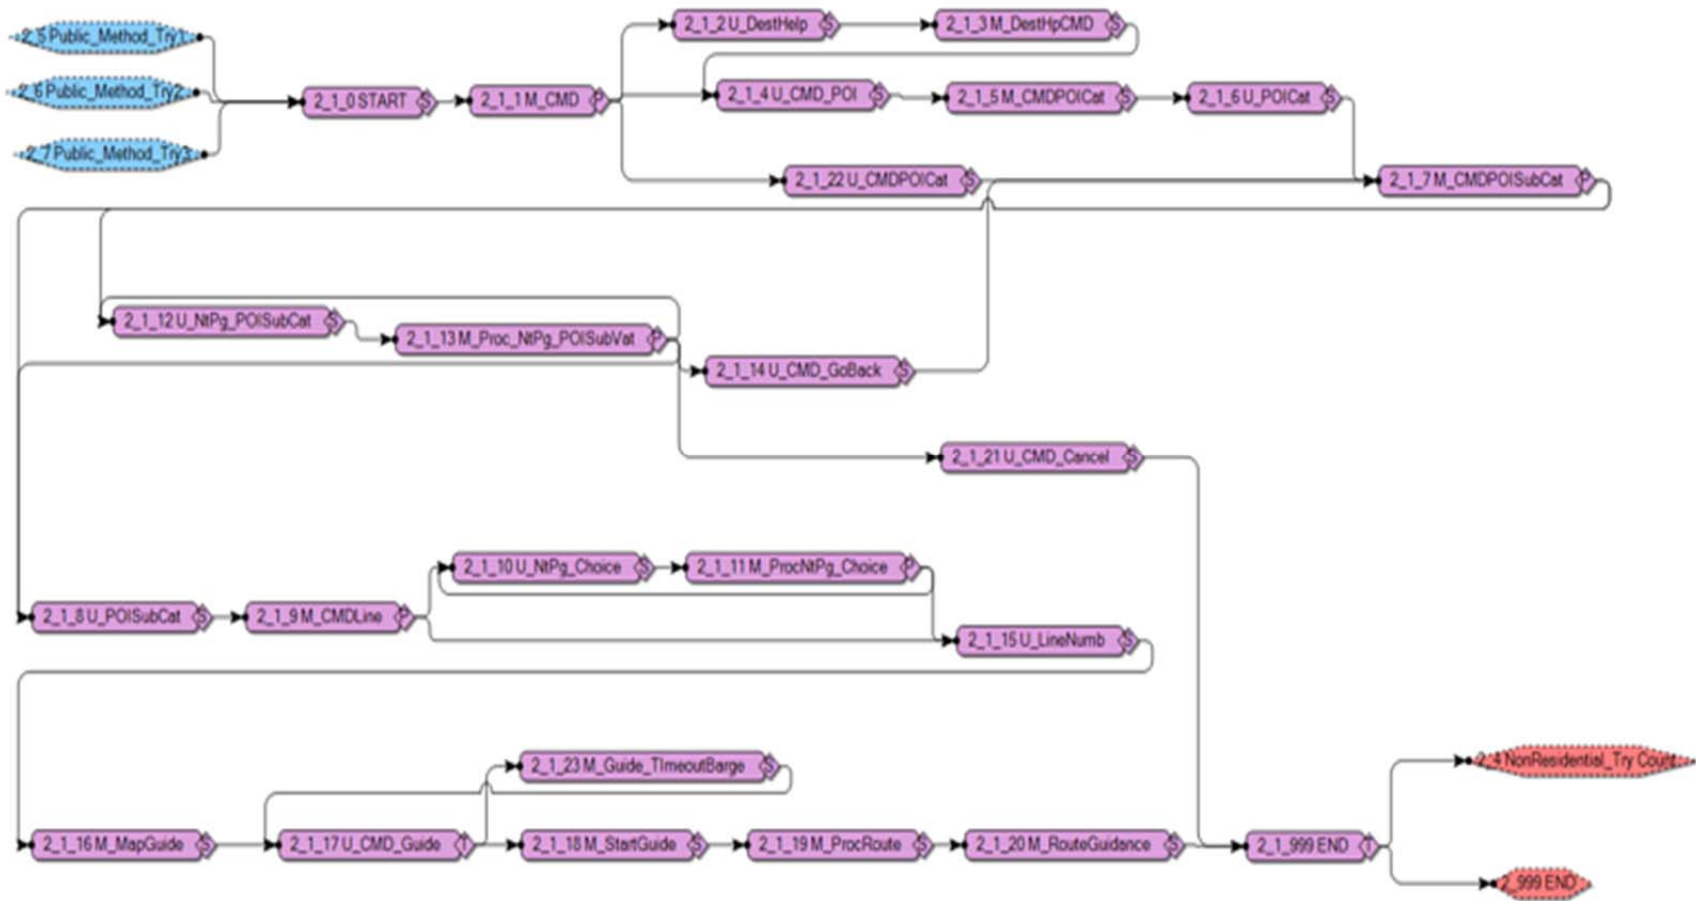 2_5 Public_Method_Try1
2_6 Public_Method_Try2
2_7 Public_Method_Try3
2_1_0 START S
2_1_1 M_CMD P
2_1_2 U_DestHelp S
2_1_3 M_DestHpCMD S
2_1_4 U_CMD_POI S
2_1_5 M_CMDPOICat S
2_1_6 U_POICat S
2_1_22 U_CMDPOICat S
2_1_7 M_CMDPOISubCat P
2_1_12 U_NtPg_POISubCat S
2_1_13 M_Proc_NtPg_POISubVat P
2_1_14 U_CMD_GoBack S
2_1_21 U_CMD_Cancel S
2_1_10 U_NtPg_Choice S
2_1_11 M_ProcNtPg_Choice P
2_1_8 U_POISubCat S
2_1_9 M_CMDLine P
2_1_15 U_LineNumb S
2_1_23 M_Guide_TImeoutBarge S
2_1_16 M_MapGuide S
2_1_17 U_CMD_Guide T
2_1_18 M_StartGuide S
2_1_19 M_ProcRoute S
2_1_20 M_RouteGuidance S
2_1_999 END T
2_4 NonResidential_Try Count
2_999 END